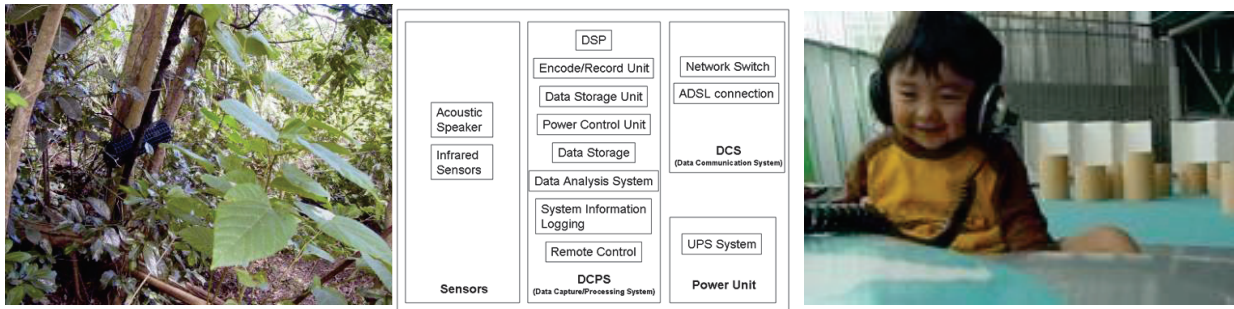 Acoustic
Speaker
Infrared
Sensors
Sensors
DSP
Encode/Record Unit
Data Storage Unit
Power Control Unit
Data Storage
Data Analysis System
System Information
Logging
Remote Control
DCPS
(Data Capture/Processing System)
Network Switch
ADSL connection
DCS
(Data Communication System)
UPS System
Power Unit